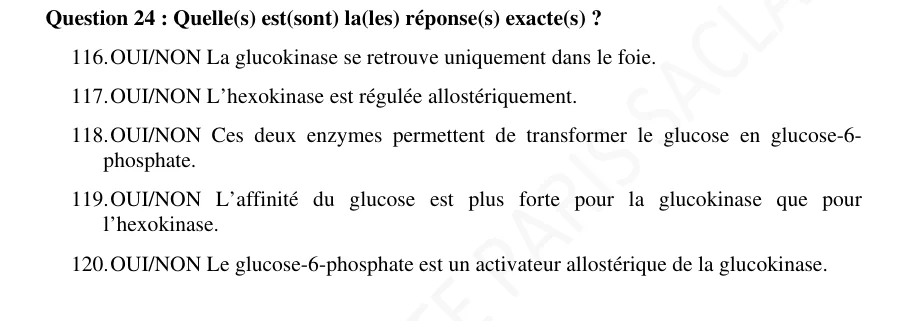 Question 24 : Quelle(s) est(sont) la(les) réponse(s) exacte(s) ?
116.OUI/NON La glucokinase se retrouve uniquement dans le foie.
117.OUI/NON L'hexokinase est régulée allostériquement.
118.OUI/NON Ces deux enzymes permettent de transformer le glucose en glucose-6-
phosphate.
119.OUI/NON L'affinité du glucose est plus forte pour la glucokinase que pour
l'hexokinase.
120.OUI/NON Le glucose-6-phosphate est un activateur allostérique de la glucokinase.
PARIS SACLA